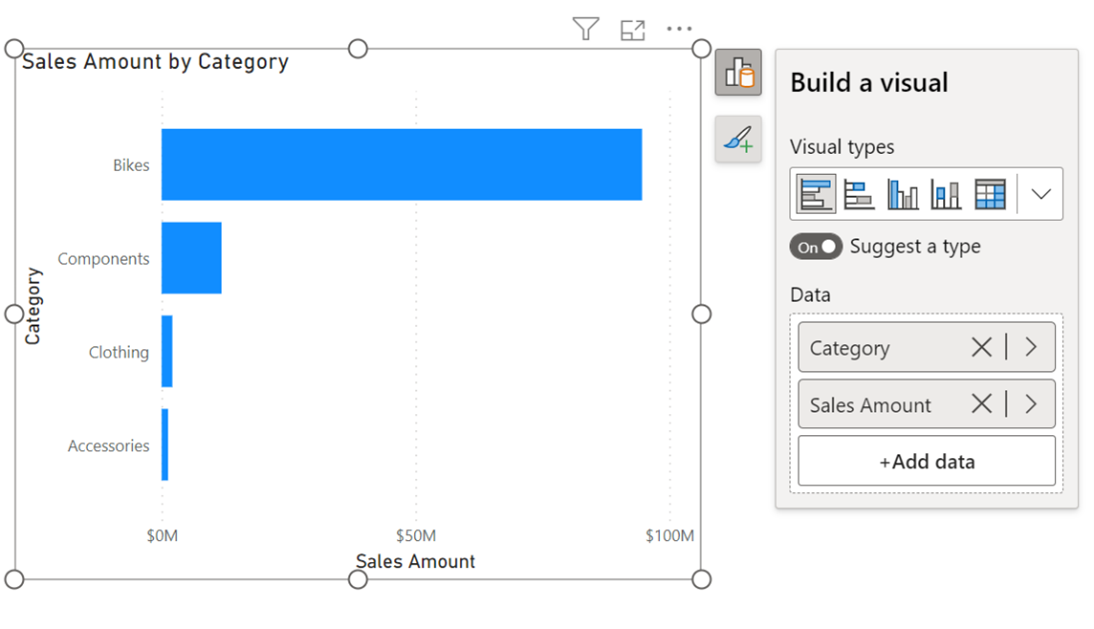 Sales Amount by Category
Category
Bikes
Components
Clothing
Accessories
$0M $50M $100M
Sales Amount
Build a visual
Visual types
On Suggest a type
Data
Category
Sales Amount
+Add data